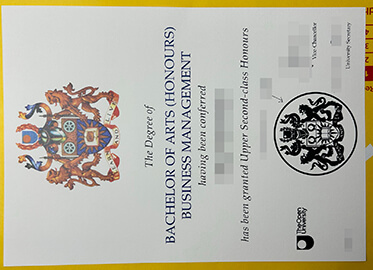 The Degree of
BACHELOR OF ARTS (HONOURS)
BUSINESS MANAGEMENT
having been conferred
has been granted Upper Second-class Honours
Vice Chancellor
University Secretary
The Open
University